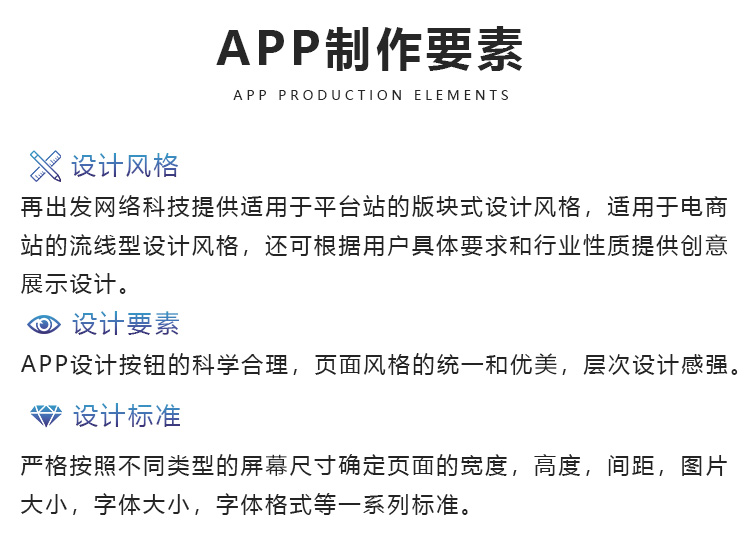 APP制作要素
APP PRODUCTION ELEMENTS
设计风格
再出发网络科技提供适用于平台站的版块式设计风格，适用于电商
站的流线型设计风格，还可根据用户具体要求和行业性质提供创意
展示设计。
设计要素
APP设计按钮的科学合理，页面风格的统一和优美，层次设计感强。
设计标准
严格按照不同类型的屏幕尺寸确定页面的宽度，高度，间距，图片
大小，字体大小，字体格式等一系列标准。